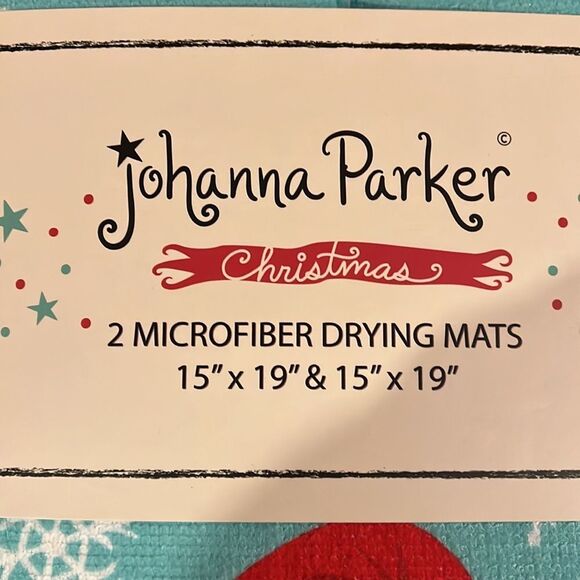 Johanna Parker ©
Christmas
2 MICROFIBER DRYING MATS
15” x 19” & 15” x 19”